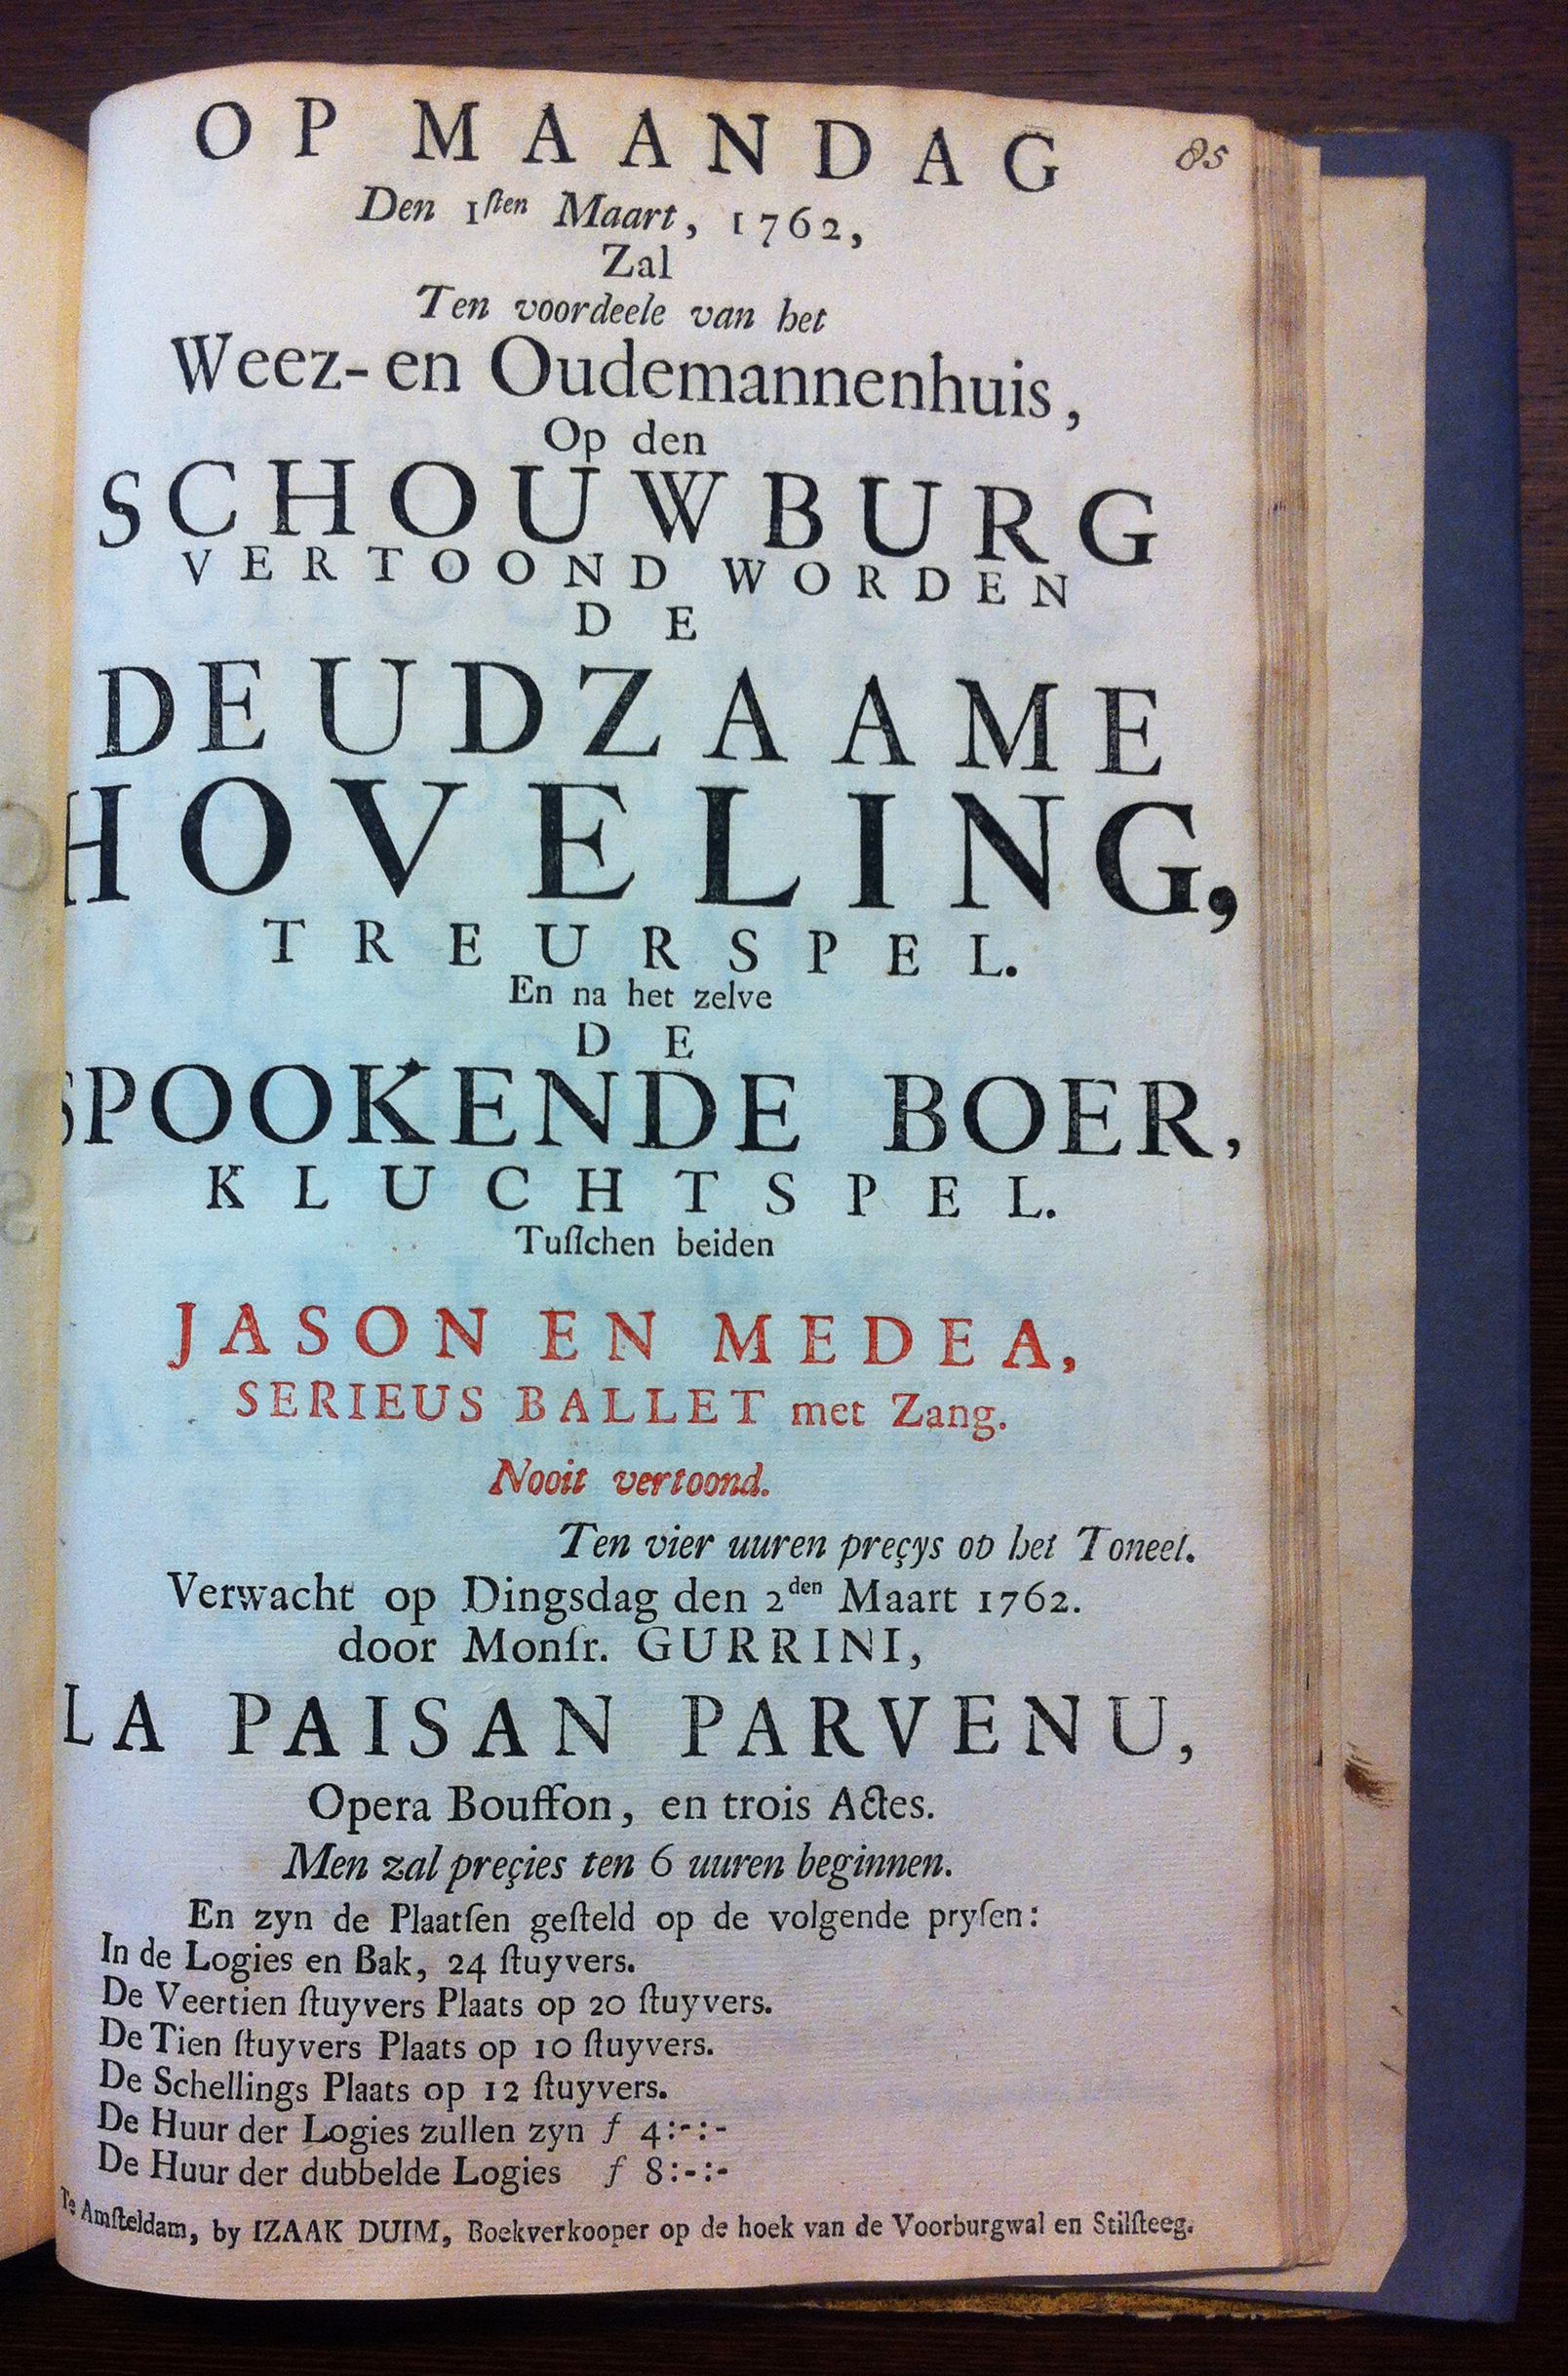 85
OP MAANDAG
Den 1ſten Maart, 1762,
Zal
Ten voordeele van het
Weez- en Oudemannenhuis,
Op den
SCHOUWBURG
VERTOOND WORDEN
DE
DEUDZAAME
HOVELING,
TREURSPEL.
En na het zelve
DE
SPOOKENDE BOER,
KLUCHTSPEL.
Tuſſchen beiden
JASON EN MEDEA,
SERIEUS BALLET met Zang.
Nooit vertoond.
Ten vier uuren preçys op het Toneel.
Verwacht op Dingsdag den 2den Maart 1762.
door Monſr. GURRINI,
LA PAISAN PARVENU,
Opera Bouffon, en trois Actes.
Men zal preçies ten 6 uuren beginnen.
En zyn de Plaatſen geſteld op de volgende pryſen:
In de Logies en Bak, 24 ſtuyvers.
De Veertien ſtuyvers Plaats op 20 ſtuyvers.
De Tien ſtuyvers Plaats op 10 ſtuyvers.
De Schellings Plaats op 12 ſtuyvers.
De Huur der Logies zullen zyn ƒ 4:-:-
De Huur der dubbelde Logies ƒ 8:-:-
Te Amſteldam, by IZAAK DUIM, Boekverkooper op de hoek van de Voorburgwal en Stilſteeg.